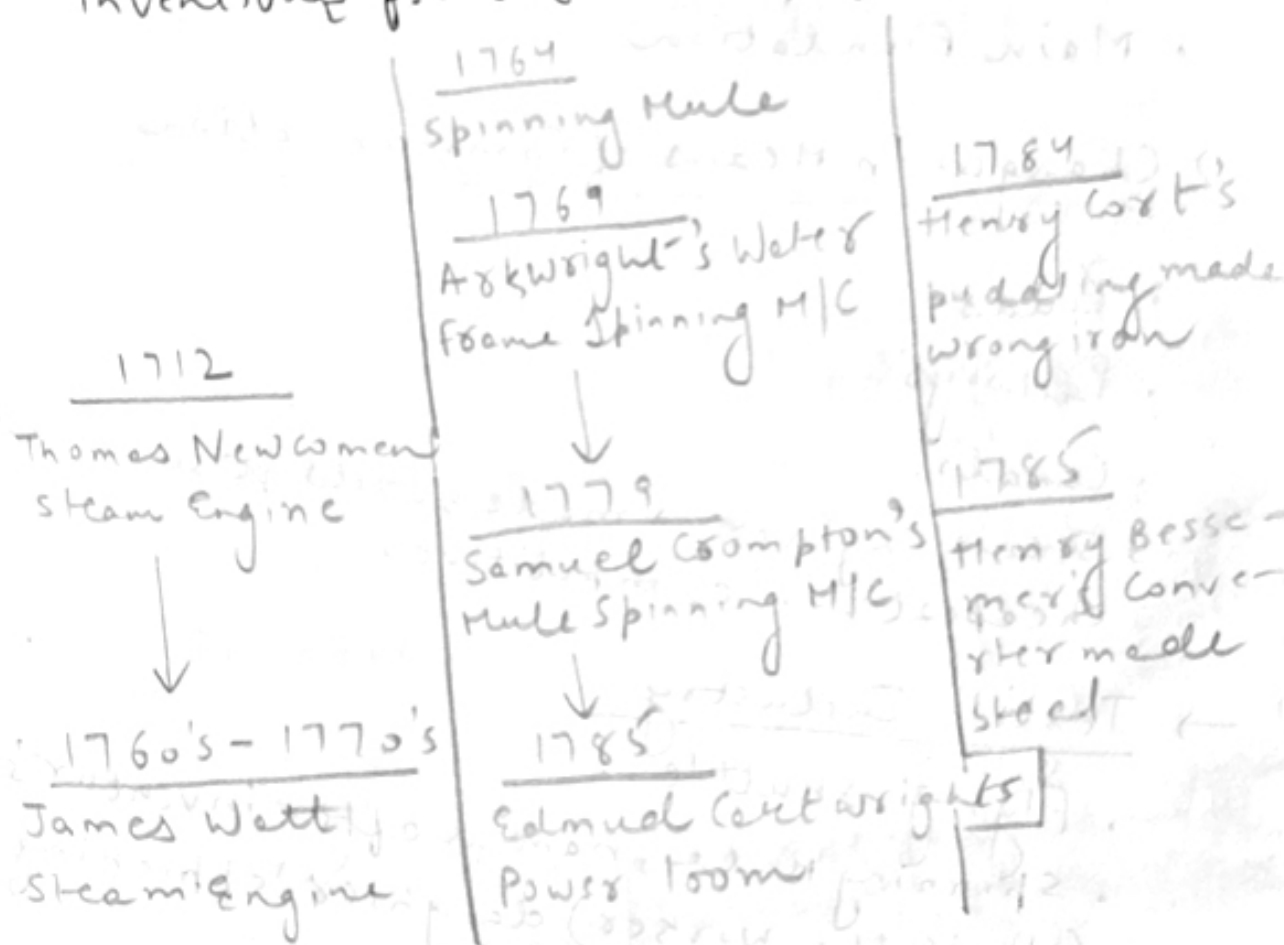 1712
Thomas Newcomen
Steam Engine
1760's - 1770's
James Watt
Steam Engine
1764
Spinning Mule
1769
Arkwright's Water
Frame Spinning M/C
1779
Samuel Crompton's
Mule Spinning M/C
1785
Edmud Cartwrights
Power loom
1784
Henry Cort's
made
wrong iron
1785
Henry Besse-
mer's Conve-
rter made
steel